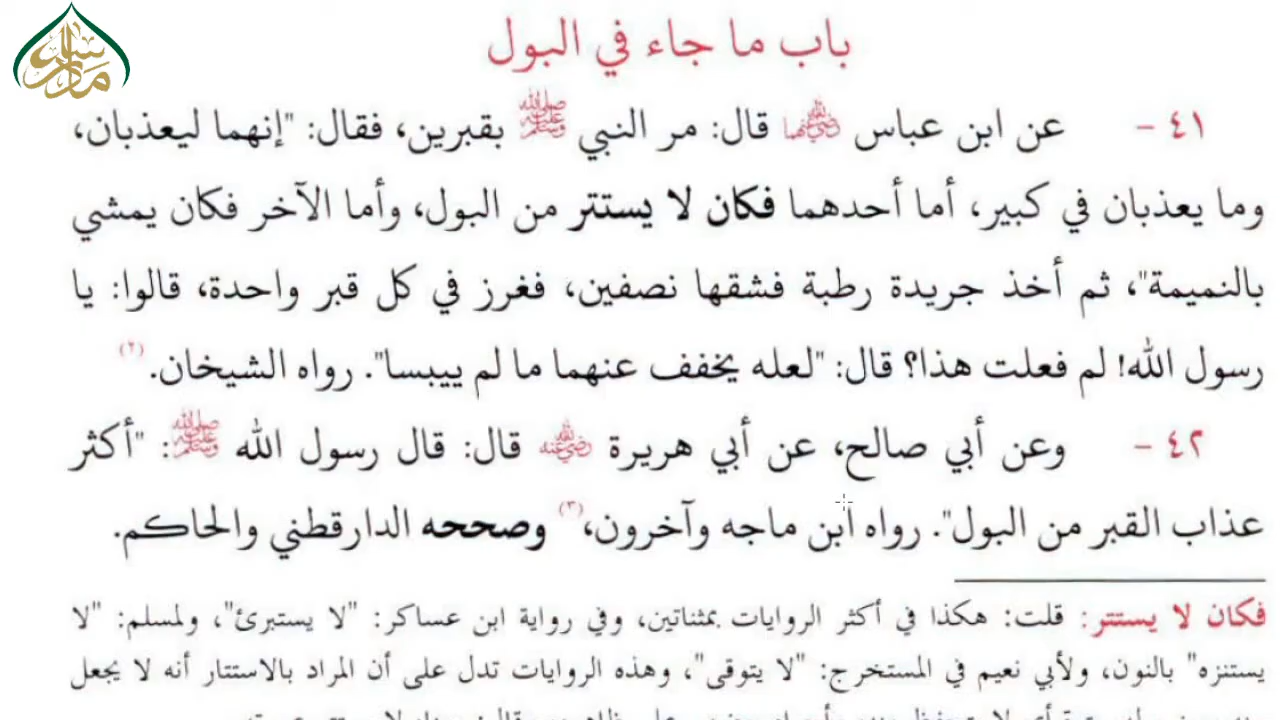 مدارس
باب ما جاء في البول
٤١ - عن ابن عباس رضي الله عنهما قال: مر النبي ﷺ بقبرين، فقال: "إنهما ليعذبان،
وما يعذبان في كبير، أما أحدهما فكان لا يستتر من البول، وأما الآخر فكان يمشي
بالنميمة"، ثم أخذ جريدة رطبة فشقها نصفين، فغرز في كل قبر واحدة، قالوا: يا
رسول الله! لم فعلت هذا؟ قال: "لعله يخفف عنهما ما لم ييبسا". رواه الشيخان.(٢)
٤٢ - وعن أبي صالح، عن أبي هريرة رضي الله عنه قال: قال رسول الله ﷺ: "أكثر
عذاب القبر من البول". رواه ابن ماجه وآخرون،(٣) وصححه الدارقطني والحاكم.
فكان لا يستتر: قلت: هكذا في أكثر الروايات بمثناتين، وفي رواية ابن عساكر: "لا يستبرئ"، ولمسلم: "لا
يستنزه" بالنون، ولأبي نعيم في المستخرج: "لا يتوقى"، وهذه الروايات تدل على أن المراد بالاستتار أنه لا يجعل